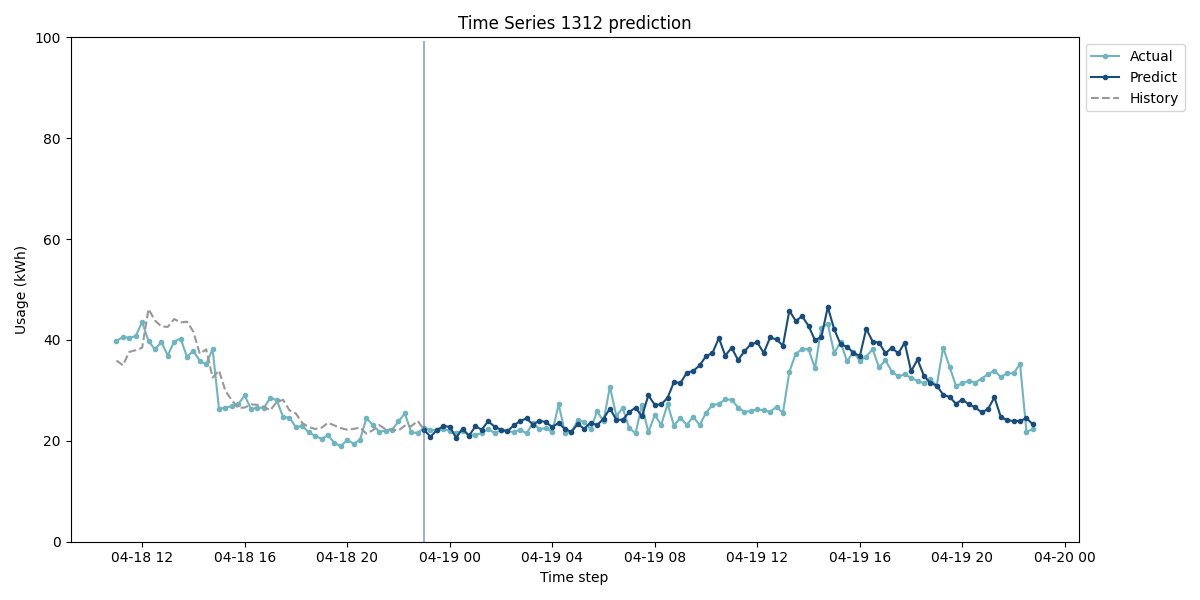 Time Series 1312 prediction
100
80
60
40
20
0
Usage (kWh)
04-18 12
04-18 16
04-18 20
04-19 00
04-19 04
04-19 08
04-19 12
04-19 16
04-19 20
04-20 00
Time step
Actual
Predict
History